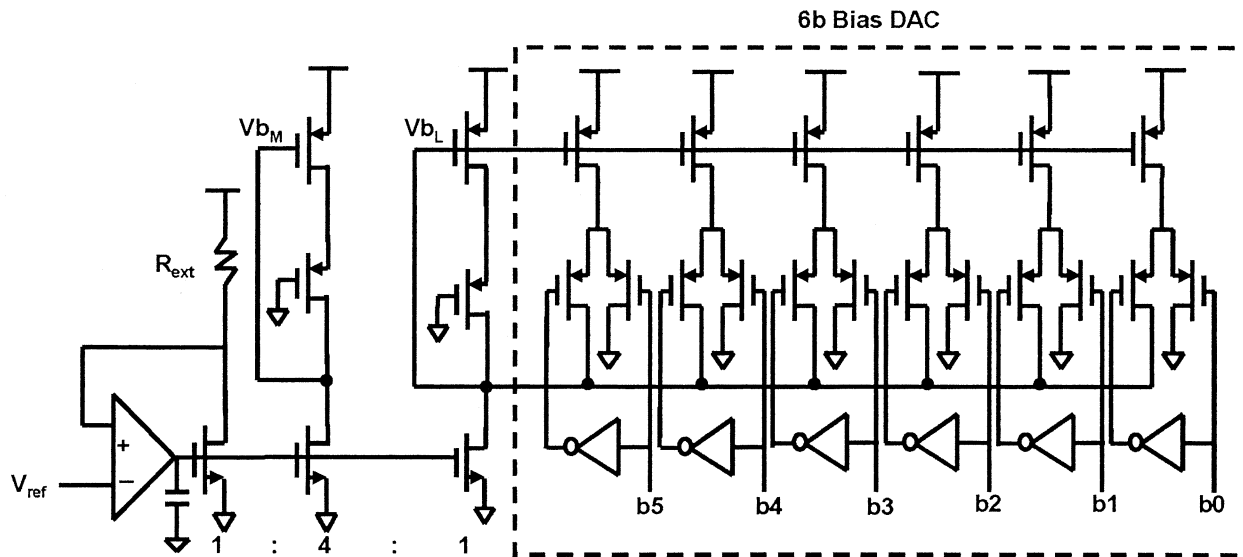 6b Bias DAC
Vb_M
Vb_L
R_ext
+
−
V_ref
1 : 4 : 1
b5 b4 b3 b2 b1 b0